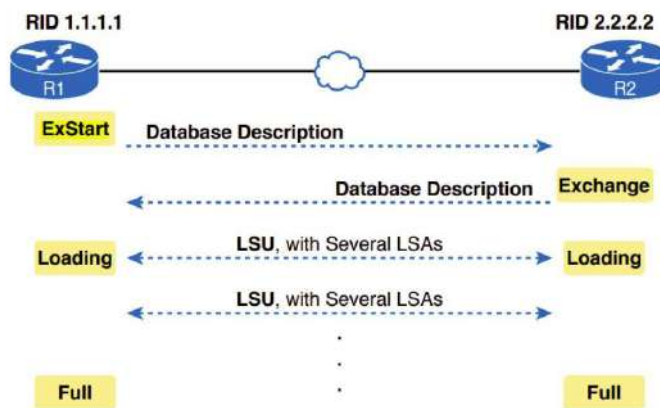 RID 1.1.1.1
RID 2.2.2.2
R1
R2
ExStart
Database Description
Database Description
Exchange
Loading
LSU, with Several LSAs
Loading
LSU, with Several LSAs
Full
Full